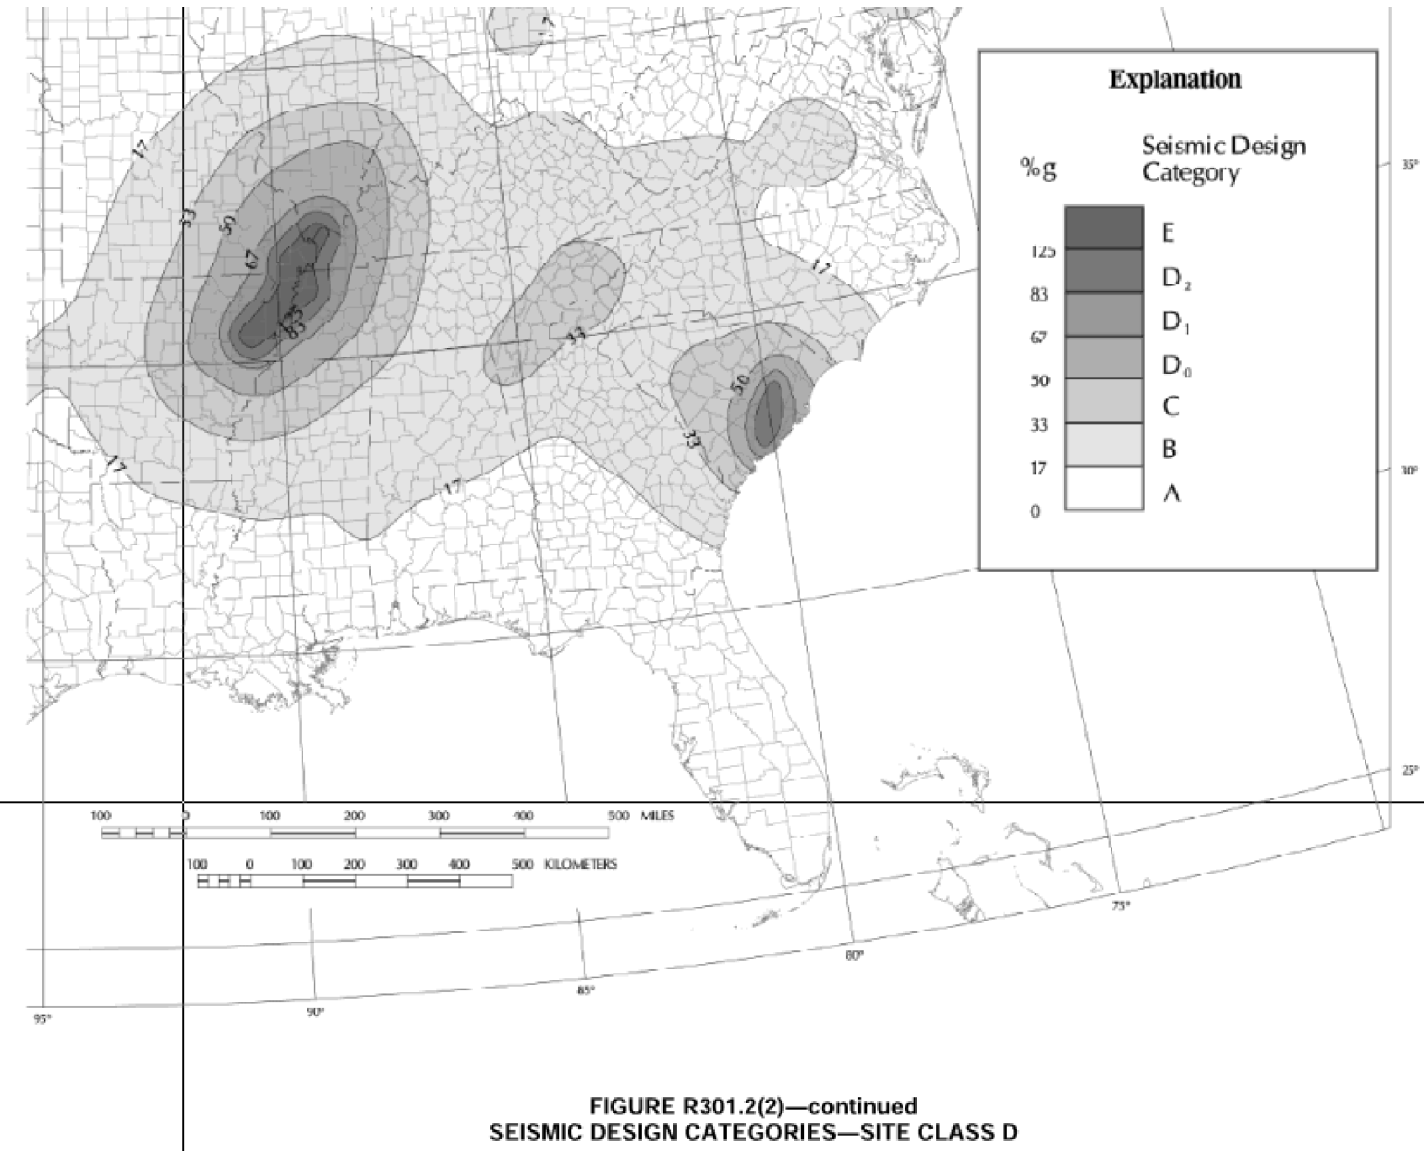 17
Explanation
Seismic Design
Category
%g
E
125
D2
83
D1
67
D0
50
C
33
B
17
A
0
17
33
50
67
125
83
33
17
50
33
17
17
35°
30°
25°
100 0 100 200 300 400 500 MILES
100 0 100 200 300 400 500 KILOMETERS
95°
90°
85°
80°
75°
FIGURE R301.2(2)—continued
SEISMIC DESIGN CATEGORIES—SITE CLASS D